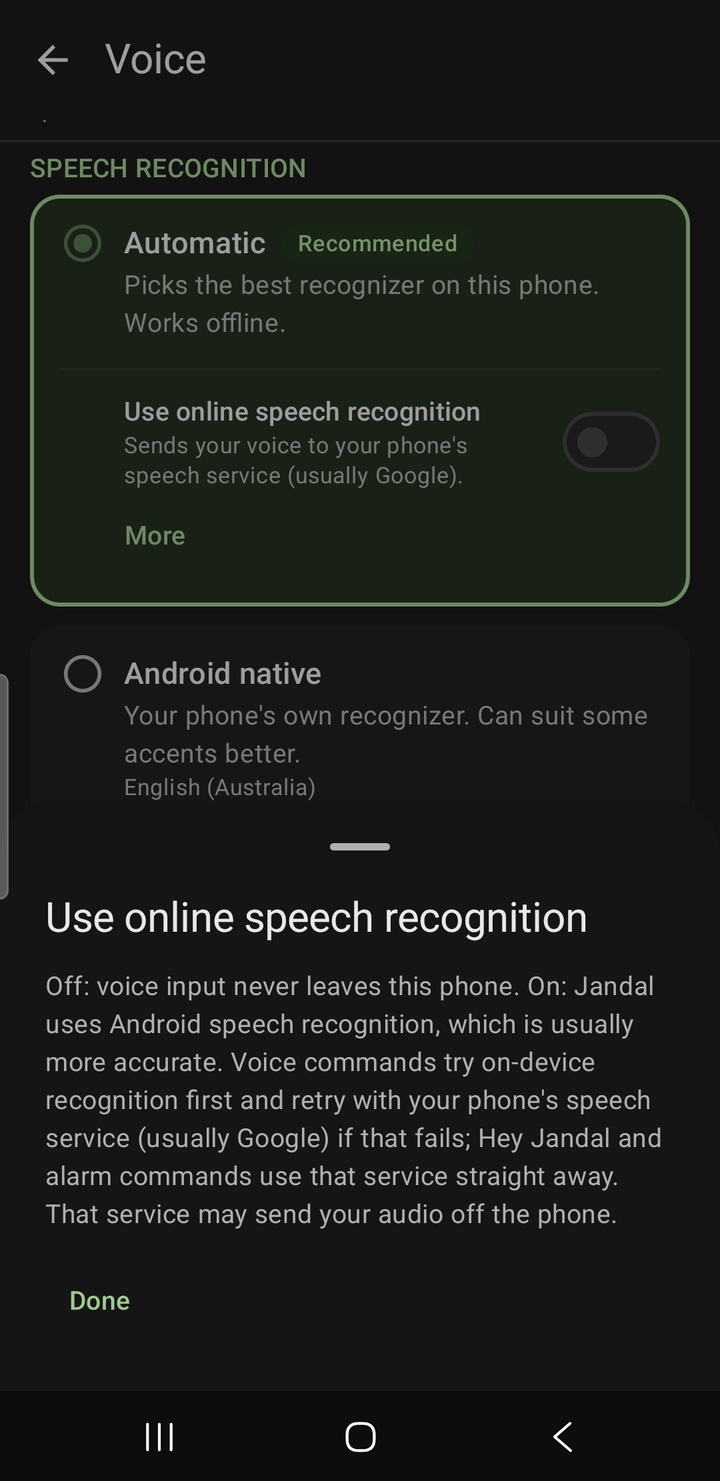 Voice
SPEECH RECOGNITION
Automatic Recommended
Picks the best recognizer on this phone.
Works offline.
Use online speech recognition
Sends your voice to your phone's
speech service (usually Google).
More
Android native
Your phone's own recognizer. Can suit some
accents better.
English (Australia)
Use online speech recognition
Off: voice input never leaves this phone. On: Jandal
uses Android speech recognition, which is usually
more accurate. Voice commands try on-device
recognition first and retry with your phone's speech
service (usually Google) if that fails; Hey Jandal and
alarm commands use that service straight away.
That service may send your audio off the phone.
Done